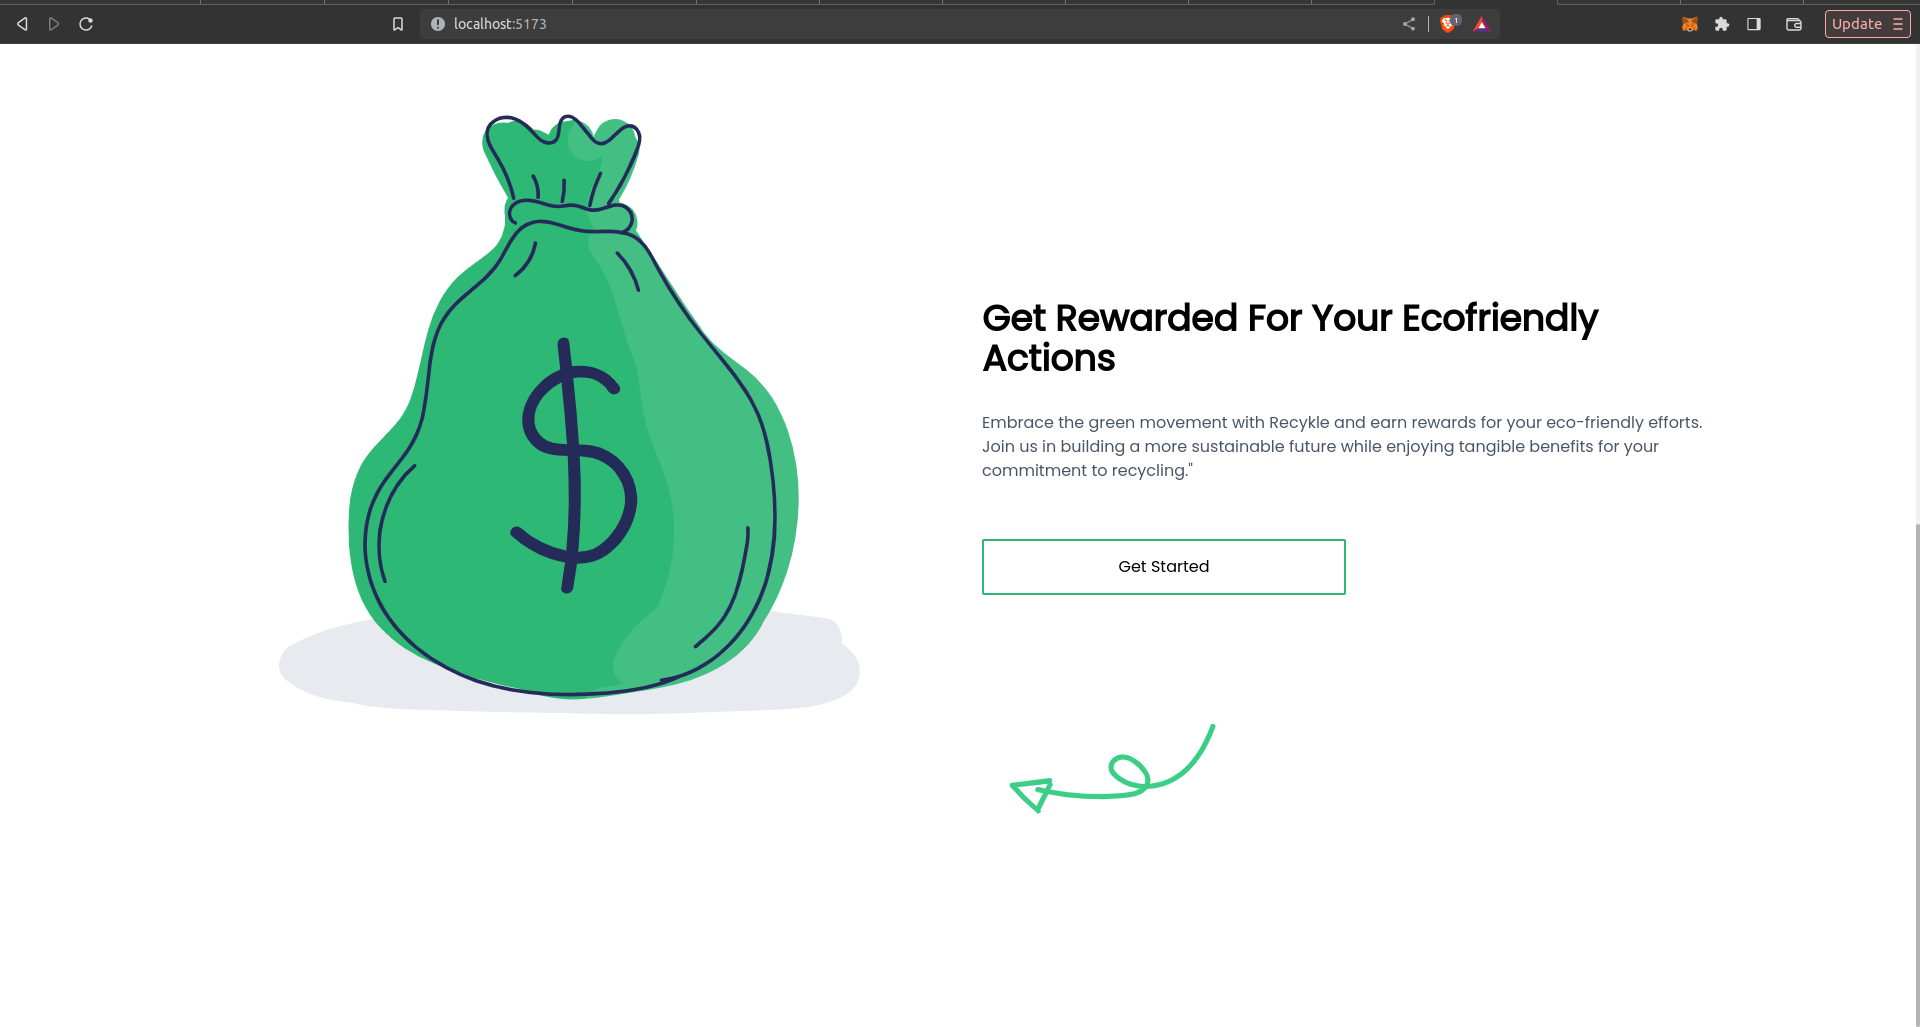 localhost:5173
1
Update
$
Get Rewarded For Your Ecofriendly
Actions
Embrace the green movement with Recykle and earn rewards for your eco-friendly efforts.
Join us in building a more sustainable future while enjoying tangible benefits for your
commitment to recycling."
Get Started